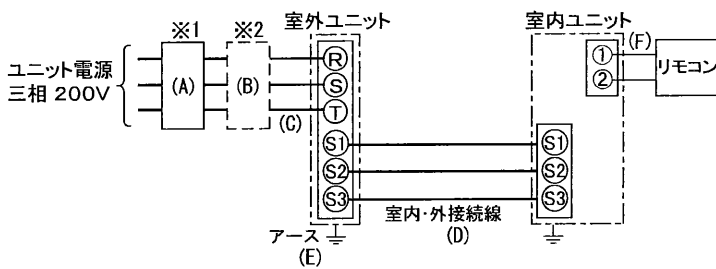 ※1
※2
室外ユニット
室内ユニット
ユニット電源
三相 200V
(A)
(B)
(C)
R
S
T
S1
S2
S3
アース
(E)
室内・外接続線
(D)
S1
S2
S3
1
2
(F)
リモコン